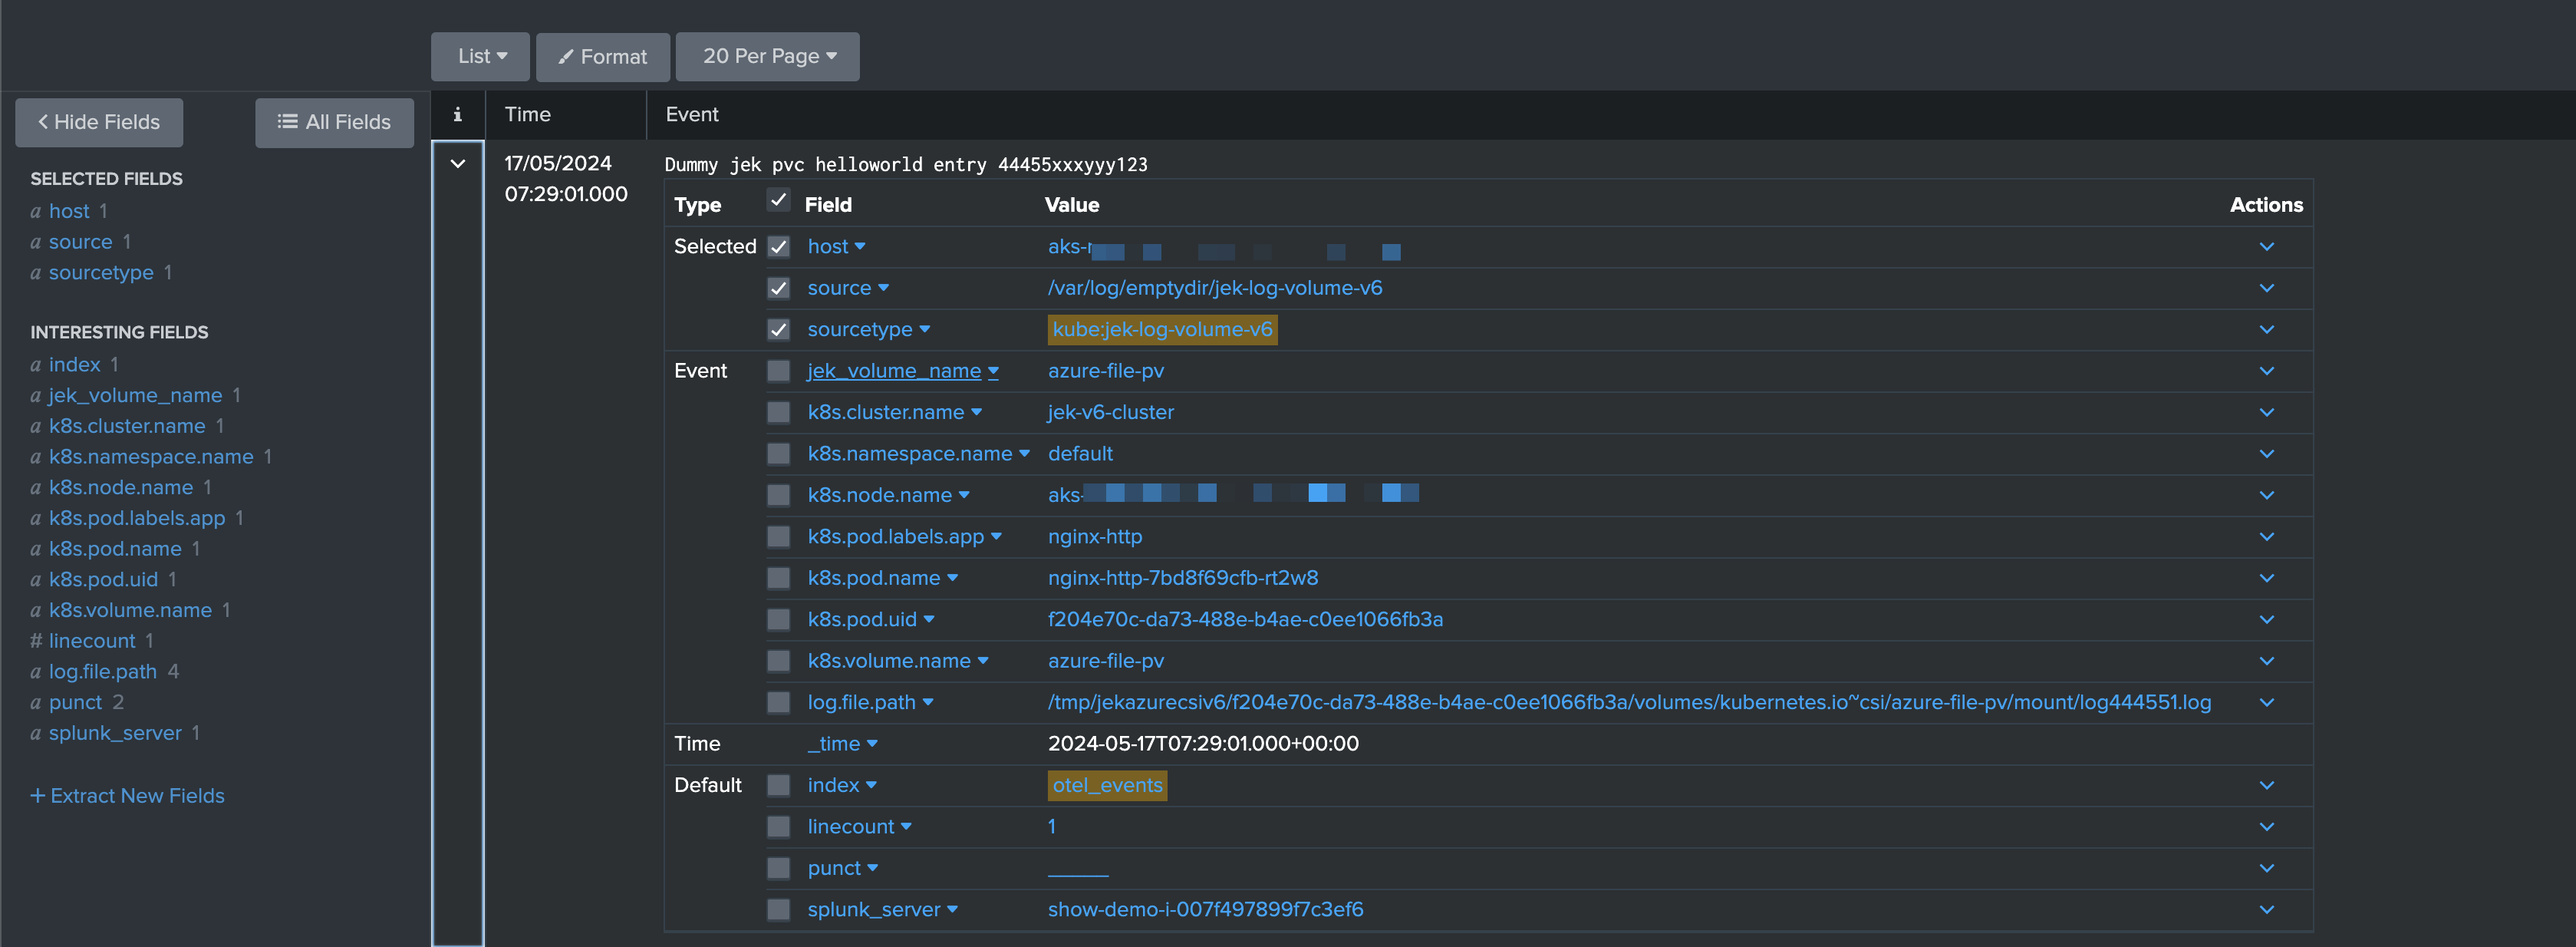 List
Format
20 Per Page
Hide Fields
All Fields
SELECTED FIELDS
a host 1
a source 1
a sourcetype 1
INTERESTING FIELDS
a index 1
a jek_volume_name 1
a k8s.cluster.name 1
a k8s.namespace.name 1
a k8s.node.name 1
a k8s.pod.labels.app 1
a k8s.pod.name 1
a k8s.pod.uid 1
a k8s.volume.name 1
# linecount 1
a log.file.path 4
a punct 2
a splunk_server 1
+ Extract New Fields
i Time Event
17/05/2024
07:29:01.000
Dummy jek pvc helloworld entry 44455xxxyyy123
Type Field Value Actions
Selected host aks-
source /var/log/emptydir/jek-log-volume-v6
sourcetype kube:jek-log-volume-v6
Event jek_volume_name azure-file-pv
k8s.cluster.name jek-v6-cluster
k8s.namespace.name default
k8s.node.name aks-
k8s.pod.labels.app nginx-http
k8s.pod.name nginx-http-7bd8f69cfb-rt2w8
k8s.pod.uid f204e70c-da73-488e-b4ae-c0ee1066fb3a
k8s.volume.name azure-file-pv
log.file.path /tmp/jekazurecsiv6/f204e70c-da73-488e-b4ae-c0ee1066fb3a/volumes/kubernetes.io~csi/azure-file-pv/mount/log444551.log
Time _time 2024-05-17T07:29:01.000+00:00
Default index otel_events
linecount 1
punct ______
splunk_server show-demo-i-007f497899f7c3ef6